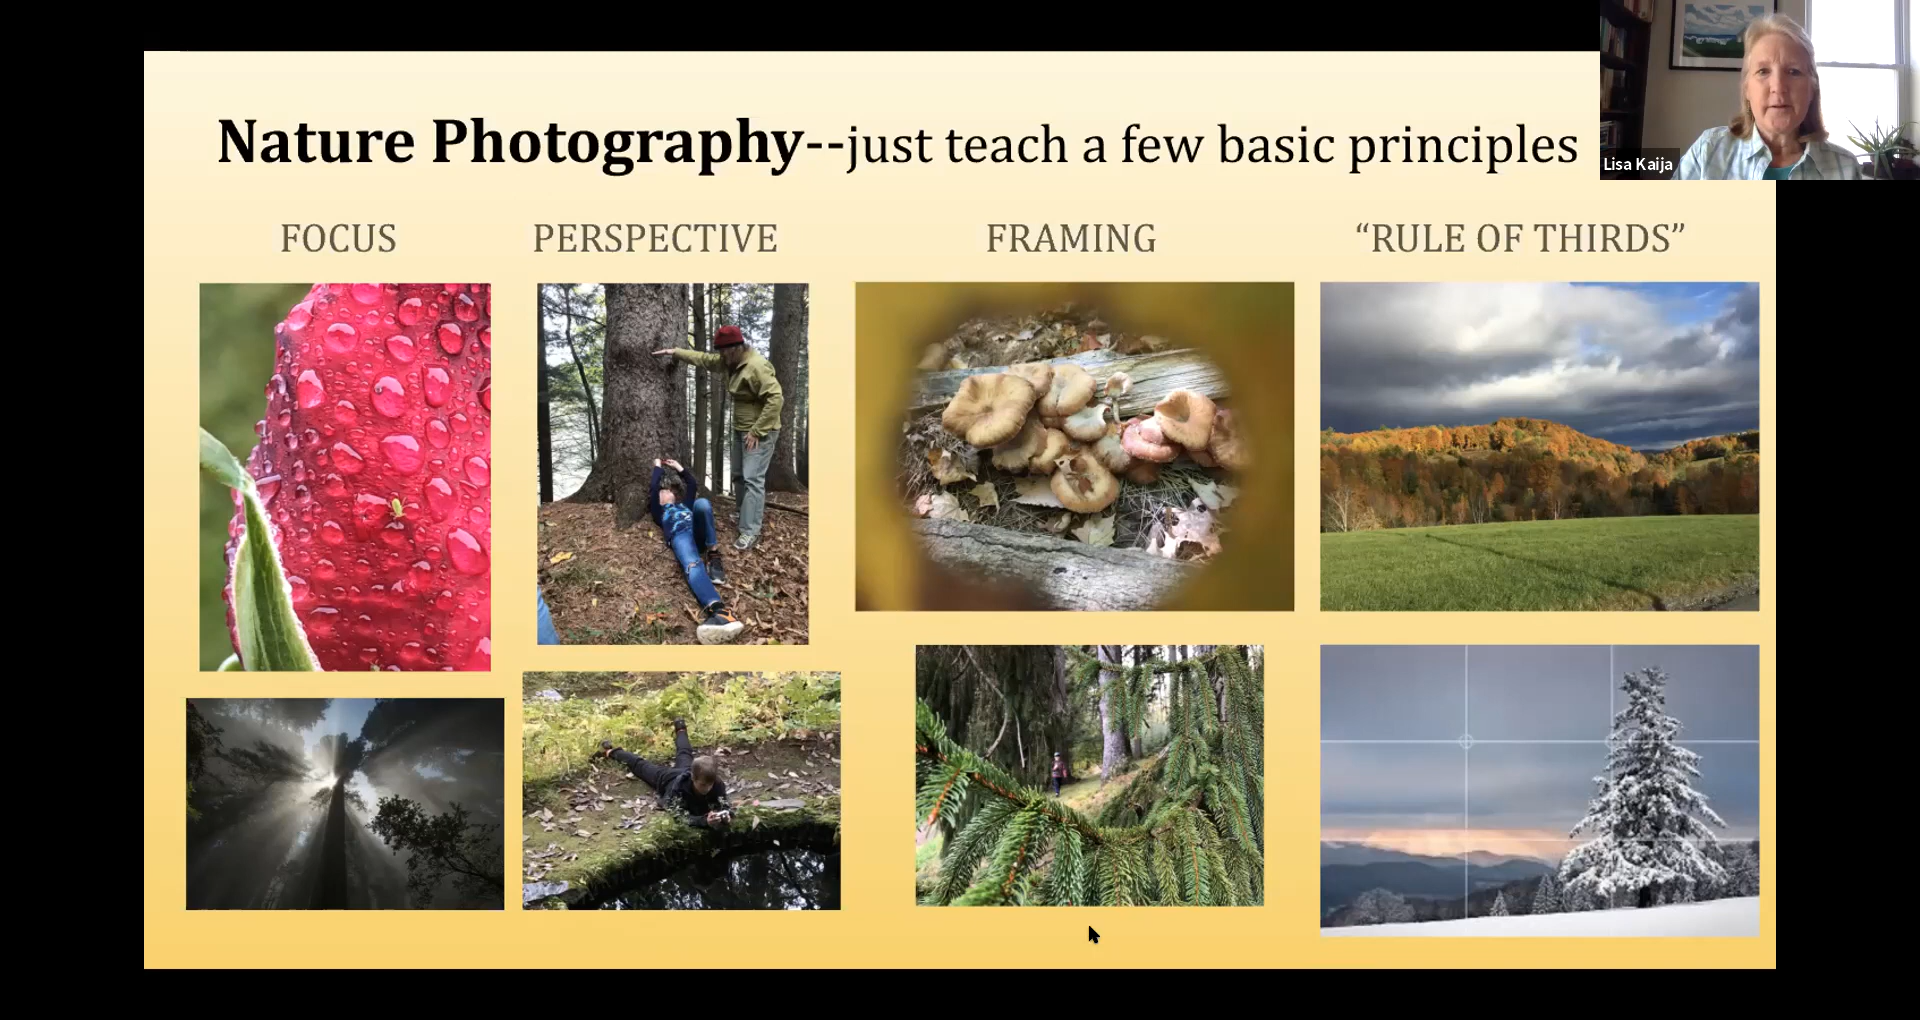 Nature Photography--just teach a few basic principles
Lisa Kaija
FOCUS
PERSPECTIVE
FRAMING
“RULE OF THIRDS”